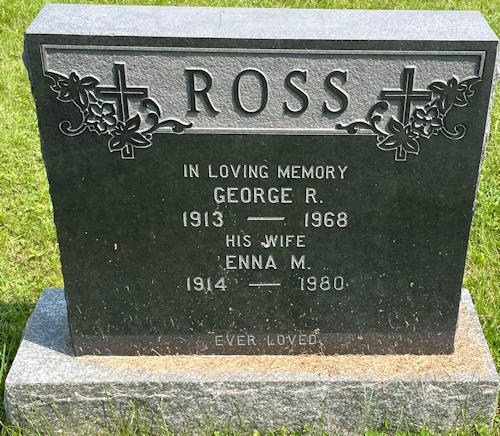 ROSS
IN LOVING MEMORY
GEORGE R.
1913 — 1968
HIS WIFE
ENNA M.
1914 — 1980
EVER LOVED